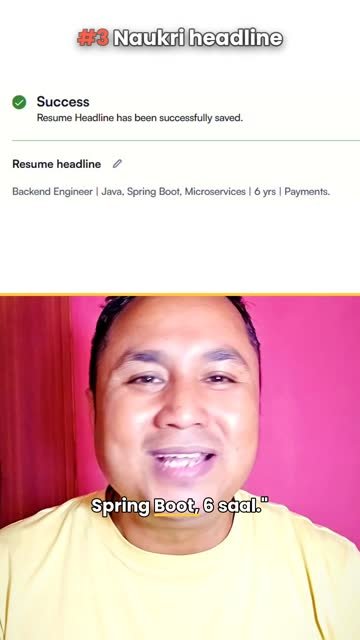 #3 Naukri headline
Success
Resume Headline has been successfully saved.
Resume headline
Backend Engineer | Java, Spring Boot, Microservices | 6 yrs | Payments.
Spring Boot, 6 saal."